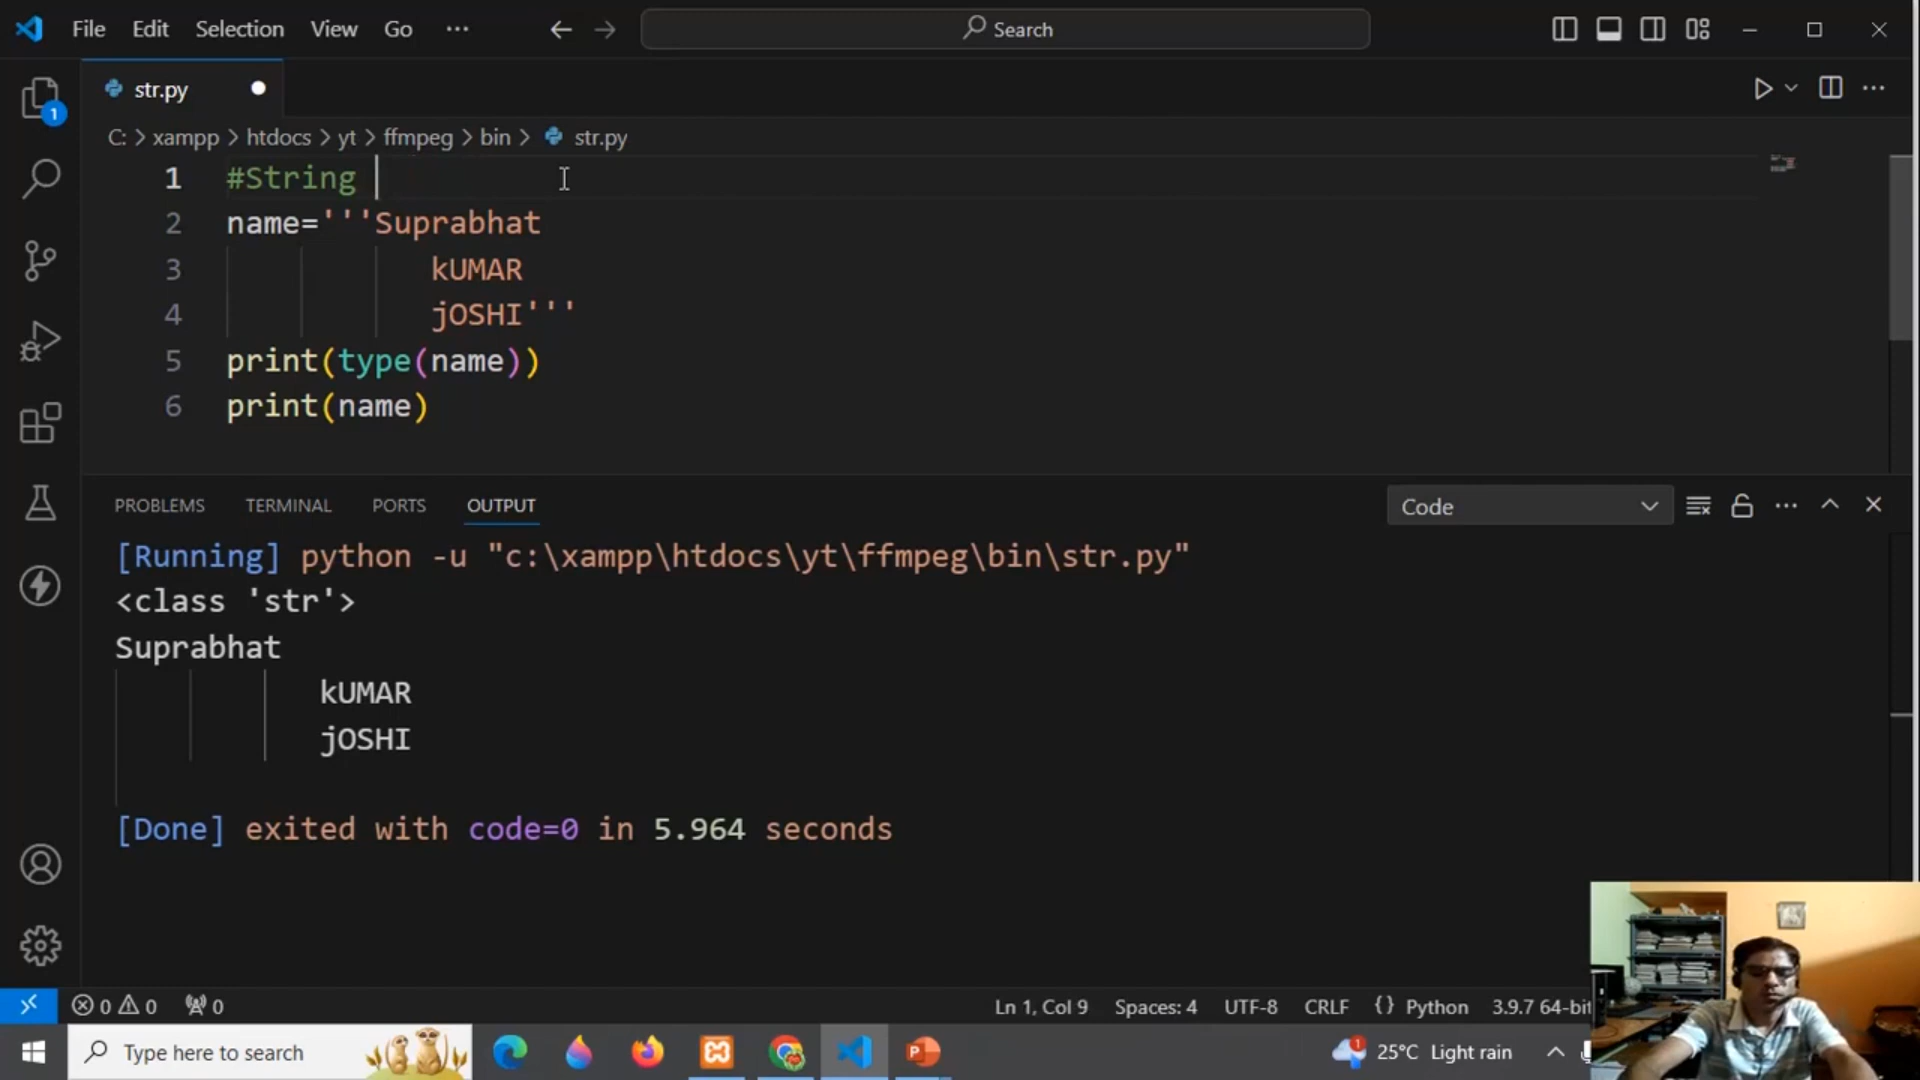 File Edit Selection View Go ··· Search
str.py
1
C: > xampp > htdocs > yt > ffmpeg > bin > str.py
1 #String
2 name='''Suprabhat
3 kUMAR
4 jOSHI'''
5 print(type(name))
6 print(name)
PROBLEMS TERMINAL PORTS OUTPUT Code
[Running] python -u "c:\xampp\htdocs\yt\ffmpeg\bin\str.py"
<class 'str'>
Suprabhat
kUMAR
jOSHI
[Done] exited with code=0 in 5.964 seconds
0 0 0 Ln 1, Col 9 Spaces: 4 UTF-8 CRLF {} Python 3.9.7 64-bit
Type here to search 1 25°C Light rain